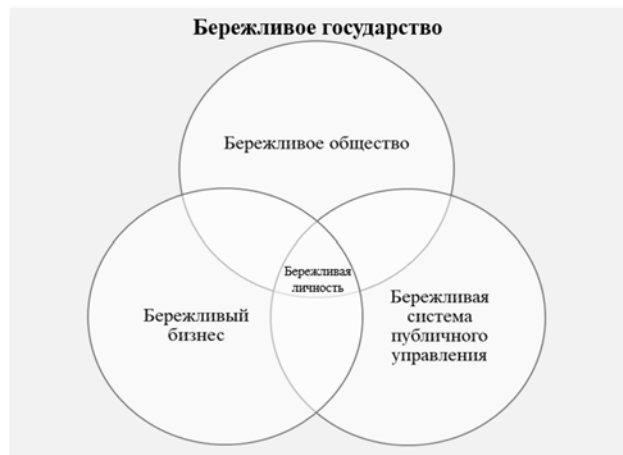 Бережливое государство
Бережливое общество
Бережливая
личность
Бережливый
бизнес
Бережливая
система
публичного
управления